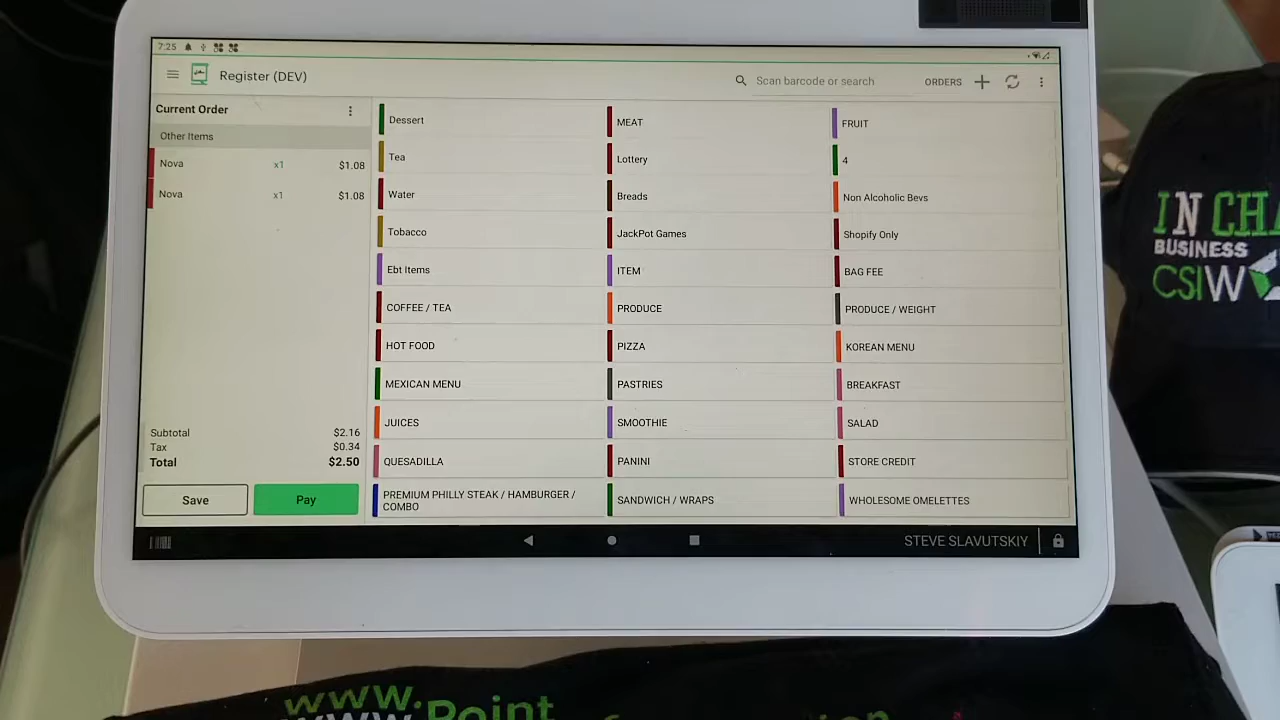 7:25
Register (DEV)
Scan barcode or search
ORDERS
Current Order
Other Items
Nova x1 $1.08
Nova x1 $1.08
Subtotal $2.16
Tax $0.34
Total $2.50
Save
Pay
Dessert MEAT FRUIT
Tea Lottery 4
Water Breads Non Alcoholic Bevs
Tobacco JackPot Games Shopify Only
Ebt Items ITEM BAG FEE
COFFEE / TEA PRODUCE PRODUCE / WEIGHT
HOT FOOD PIZZA KOREAN MENU
MEXICAN MENU PASTRIES BREAKFAST
JUICES SMOOTHIE SALAD
QUESADILLA PANINI STORE CREDIT
PREMIUM PHILLY STEAK / HAMBURGER /
COMBO
SANDWICH / WRAPS WHOLESOME OMELETTES
STEVE SLAVUTSKIY
IN CHA
BUSINESS
CSIW
www.
www.Point